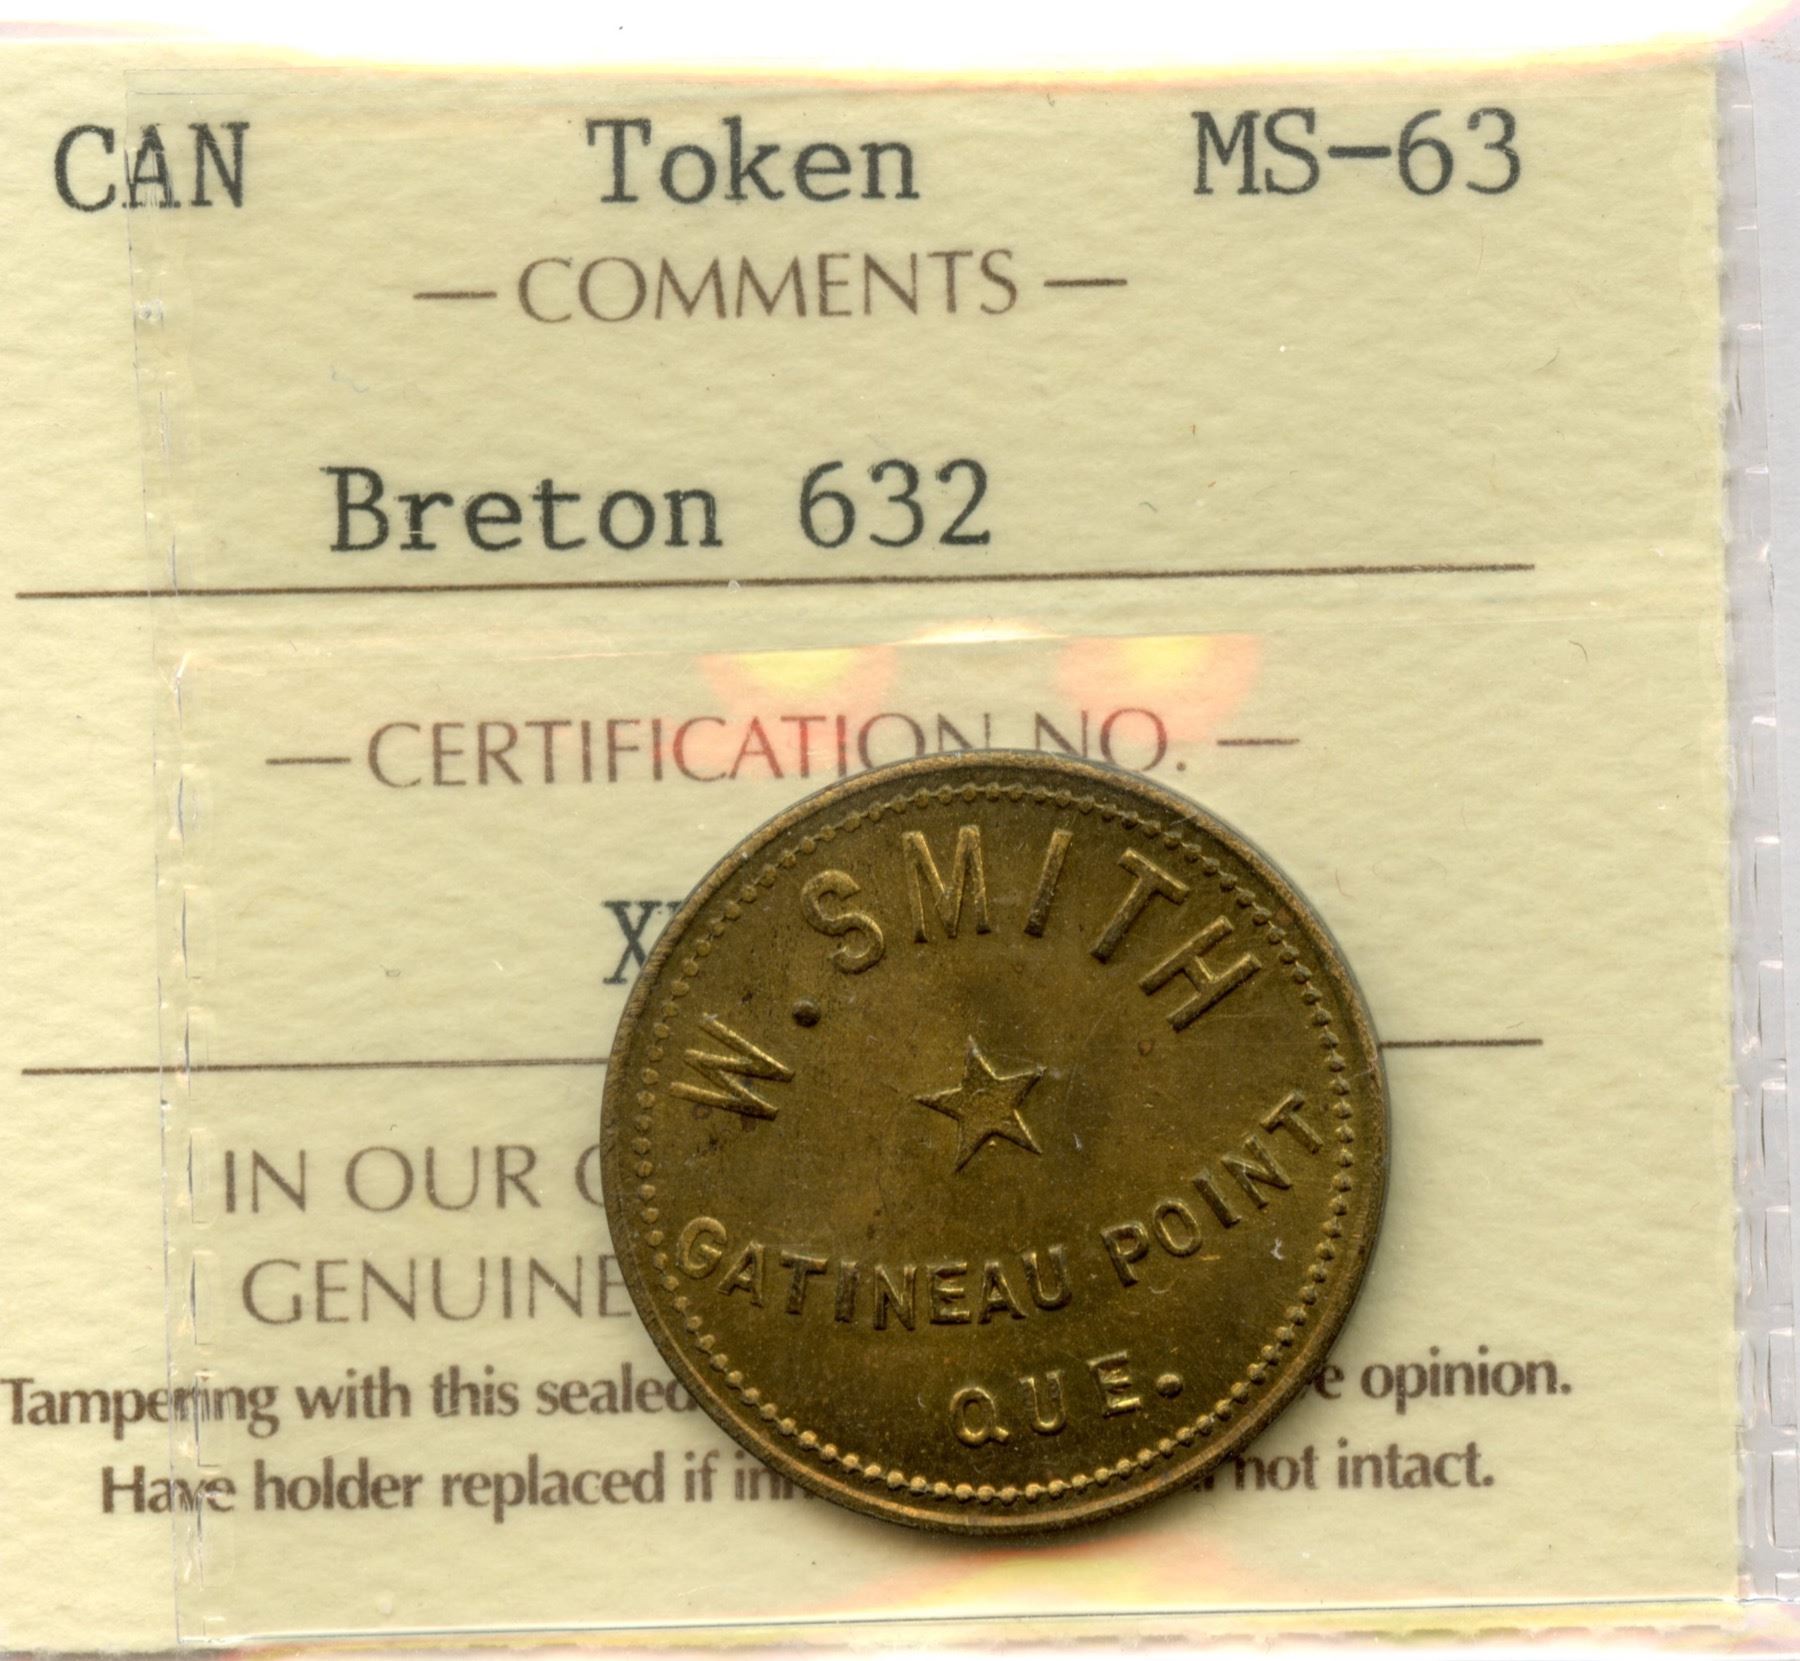 CAN Token MS-63
— COMMENTS —
Breton 632
— CERTIFICATION NO. —
W. SMITH
GATINEAU POINT
QUE.
IN OUR
GENUINE
Tampering with this sealed opinion.
Have holder replaced if not intact.